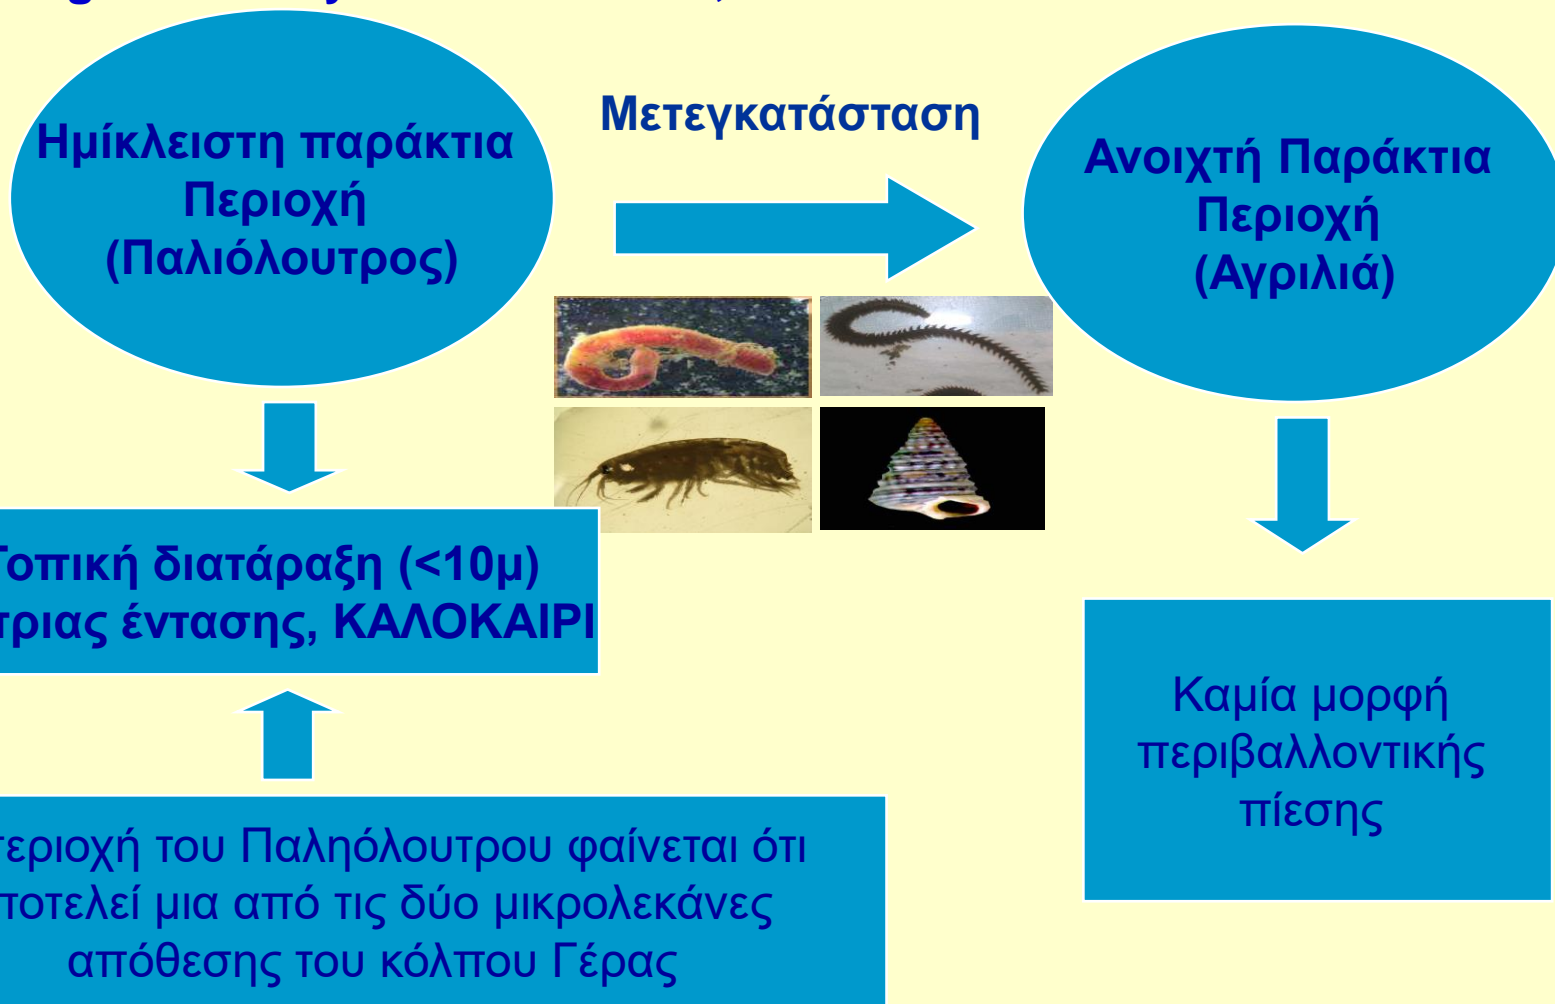 Ημίκλειστη παράκτια
Περιοχή
(Παλιόλουτρος)
Μετεγκατάσταση
Ανοιχτή Παράκτια
Περιοχή
(Αγριλιά)
Τοπική διατάραξη (<10μ)
τριας έντασης, ΚΑΛΟΚΑΙΡΙ
Καμία μορφή
περιβαλλοντικής
πίεσης
περιοχή του Παληόλουτρου φαίνεται ότι
ποτελεί μια από τις δύο μικρολεκάνες
απόθεσης του κόλπου Γέρας